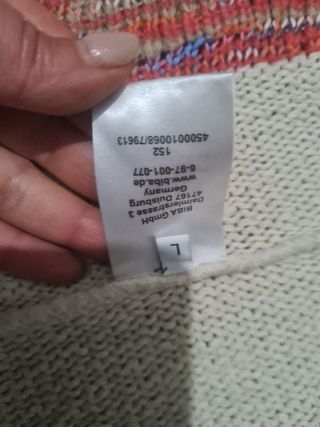 L
BiBA GmbH
Daimlerstrasse 3
47167 Duisburg
Germany
www.biba.de
6-97-001-077
152
4500010068/79613